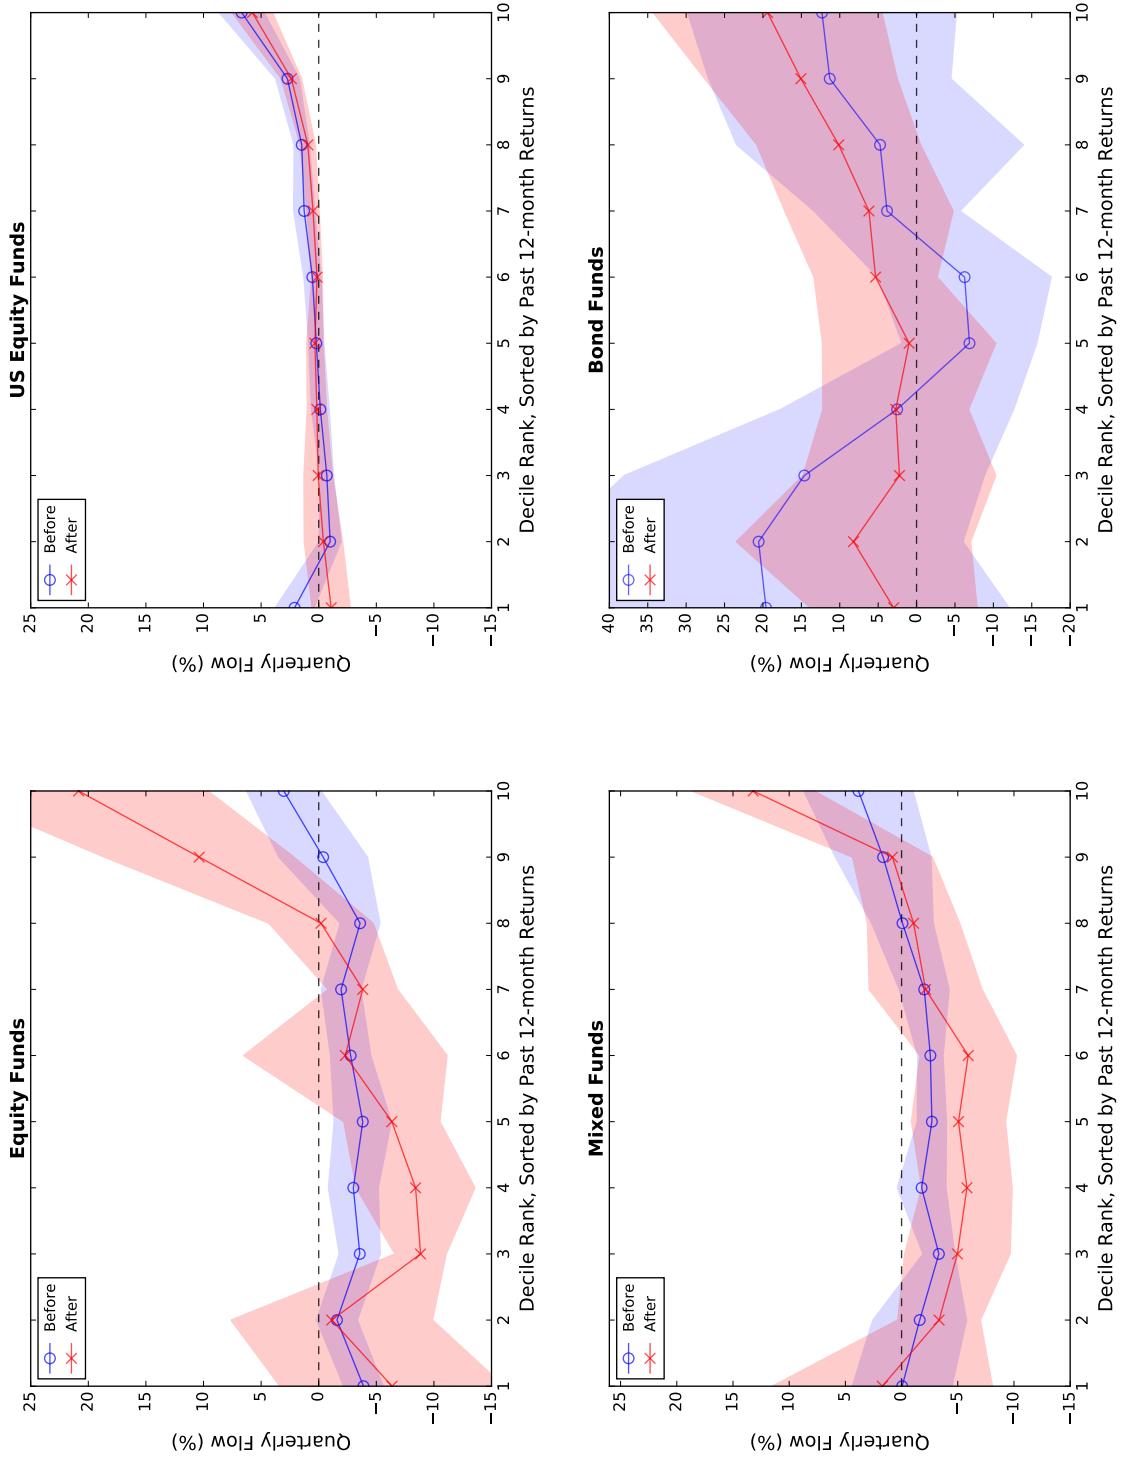 Equity Funds
Before
After
25
20
15
10
5
0
−5
−10
−15
Quarterly Flow (%)
1 2 3 4 5 6 7 8 9 10
Decile Rank, Sorted by Past 12-month Returns
US Equity Funds
Before
After
25
20
15
10
5
0
−5
−10
−15
Quarterly Flow (%)
1 2 3 4 5 6 7 8 9 10
Decile Rank, Sorted by Past 12-month Returns
Mixed Funds
Before
After
25
20
15
10
5
0
−5
−10
−15
Quarterly Flow (%)
1 2 3 4 5 6 7 8 9 10
Decile Rank, Sorted by Past 12-month Returns
Bond Funds
Before
After
40
35
30
25
20
15
10
5
0
−5
−10
−15
−20
Quarterly Flow (%)
1 2 3 4 5 6 7 8 9 10
Decile Rank, Sorted by Past 12-month Returns